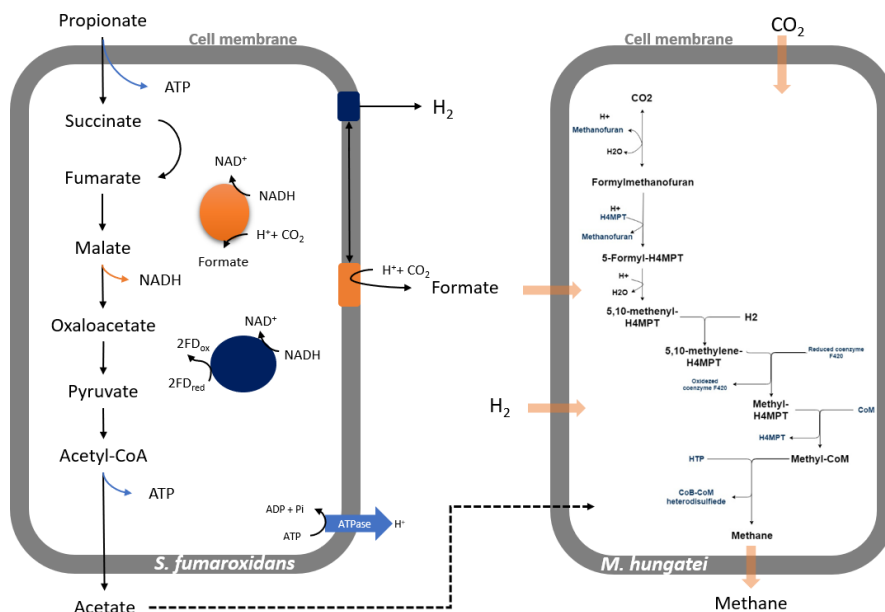 Propionate
Cell membrane
ATP
Succinate
Fumarate
NAD+
NADH
H+ + CO2
Formate
Malate
NADH
Oxaloacetate
NAD+
2FDox
NADH
2FDred
Pyruvate
Acetyl-CoA
ATP
ADP + Pi
ATP
ATPase
H+
S. fumaroxidans
Acetate
H2
H+ + CO2
Formate
H2
CO2
Cell membrane
CO2
H+
Methanofuran
H2O
Formylmethanofuran
H+
H4MPT
Methanofuran
5-Formyl-H4MPT
H+
H2O
5,10-methenyl-
H4MPT
H2
5,10-methylene-
H4MPT
Reduced coenzyme
F420
Oxidezed
coenzyme F420
Methyl-
H4MPT
CoM
H4MPT
HTP
Methyl-CoM
CoB-CoM
heterodisulfiede
Methane
M. hungatei
Methane